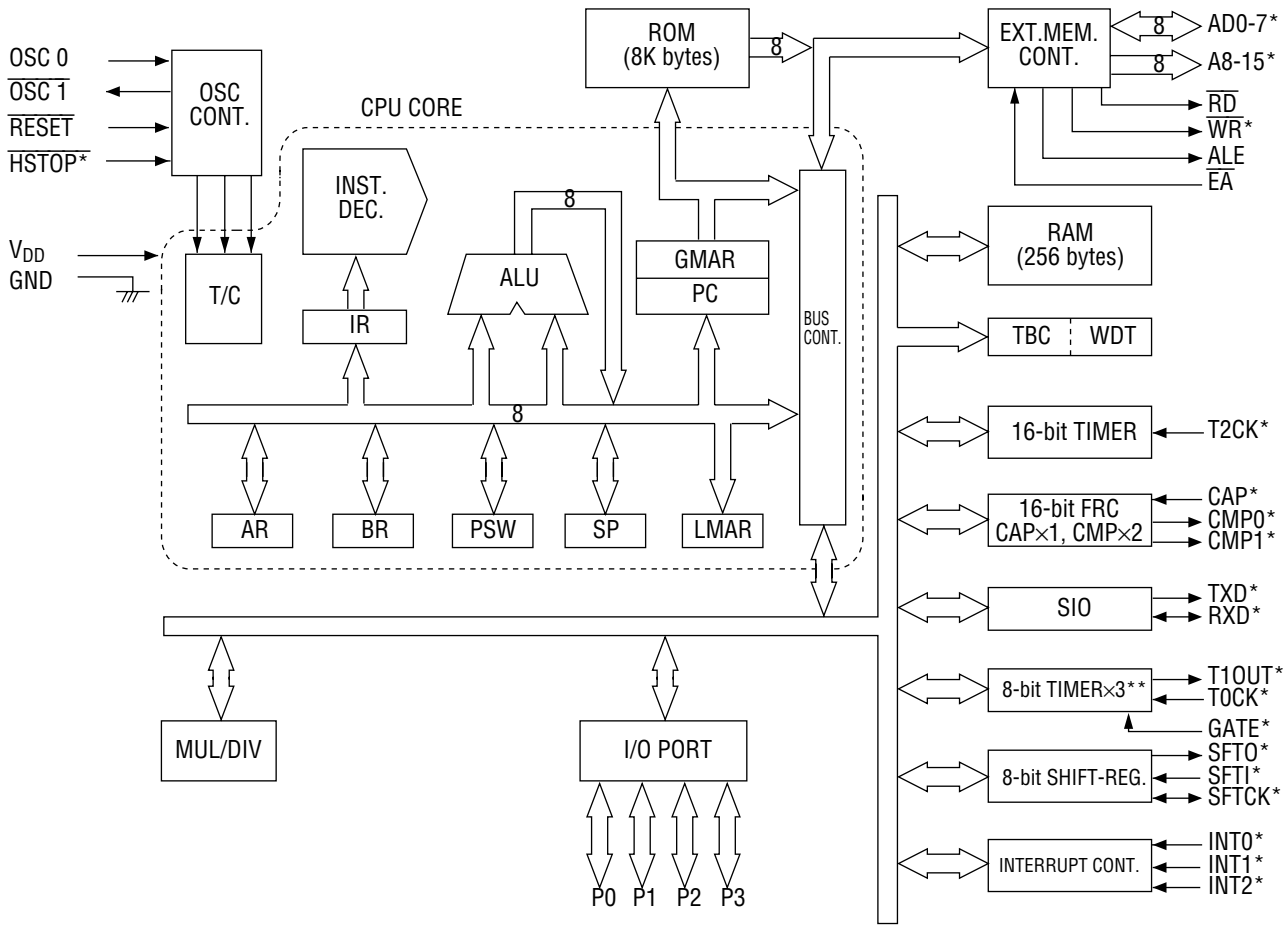 OSC 0
OSC 1
RESET
HSTOP*
VDD
GND
OSC
CONT.
CPU CORE
T/C
INST.
DEC.
IR
ALU
8
8
GMAR
PC
BUS
CONT.
AR
BR
PSW
SP
LMAR
ROM
(8K bytes)
8
EXT.MEM.
CONT.
8
AD0-7*
8
A8-15*
RD
WR*
ALE
EA
RAM
(256 bytes)
TBC
WDT
16-bit TIMER
T2CK*
16-bit FRC
CAP×1, CMP×2
CAP*
CMP0*
CMP1*
SIO
TXD*
RXD*
8-bit TIMER×3**
T1OUT*
T0CK*
GATE*
8-bit SHIFT-REG.
SFTO*
SFTI*
SFTCK*
INTERRUPT CONT.
INT0*
INT1*
INT2*
MUL/DIV
I/O PORT
P0 P1 P2 P3